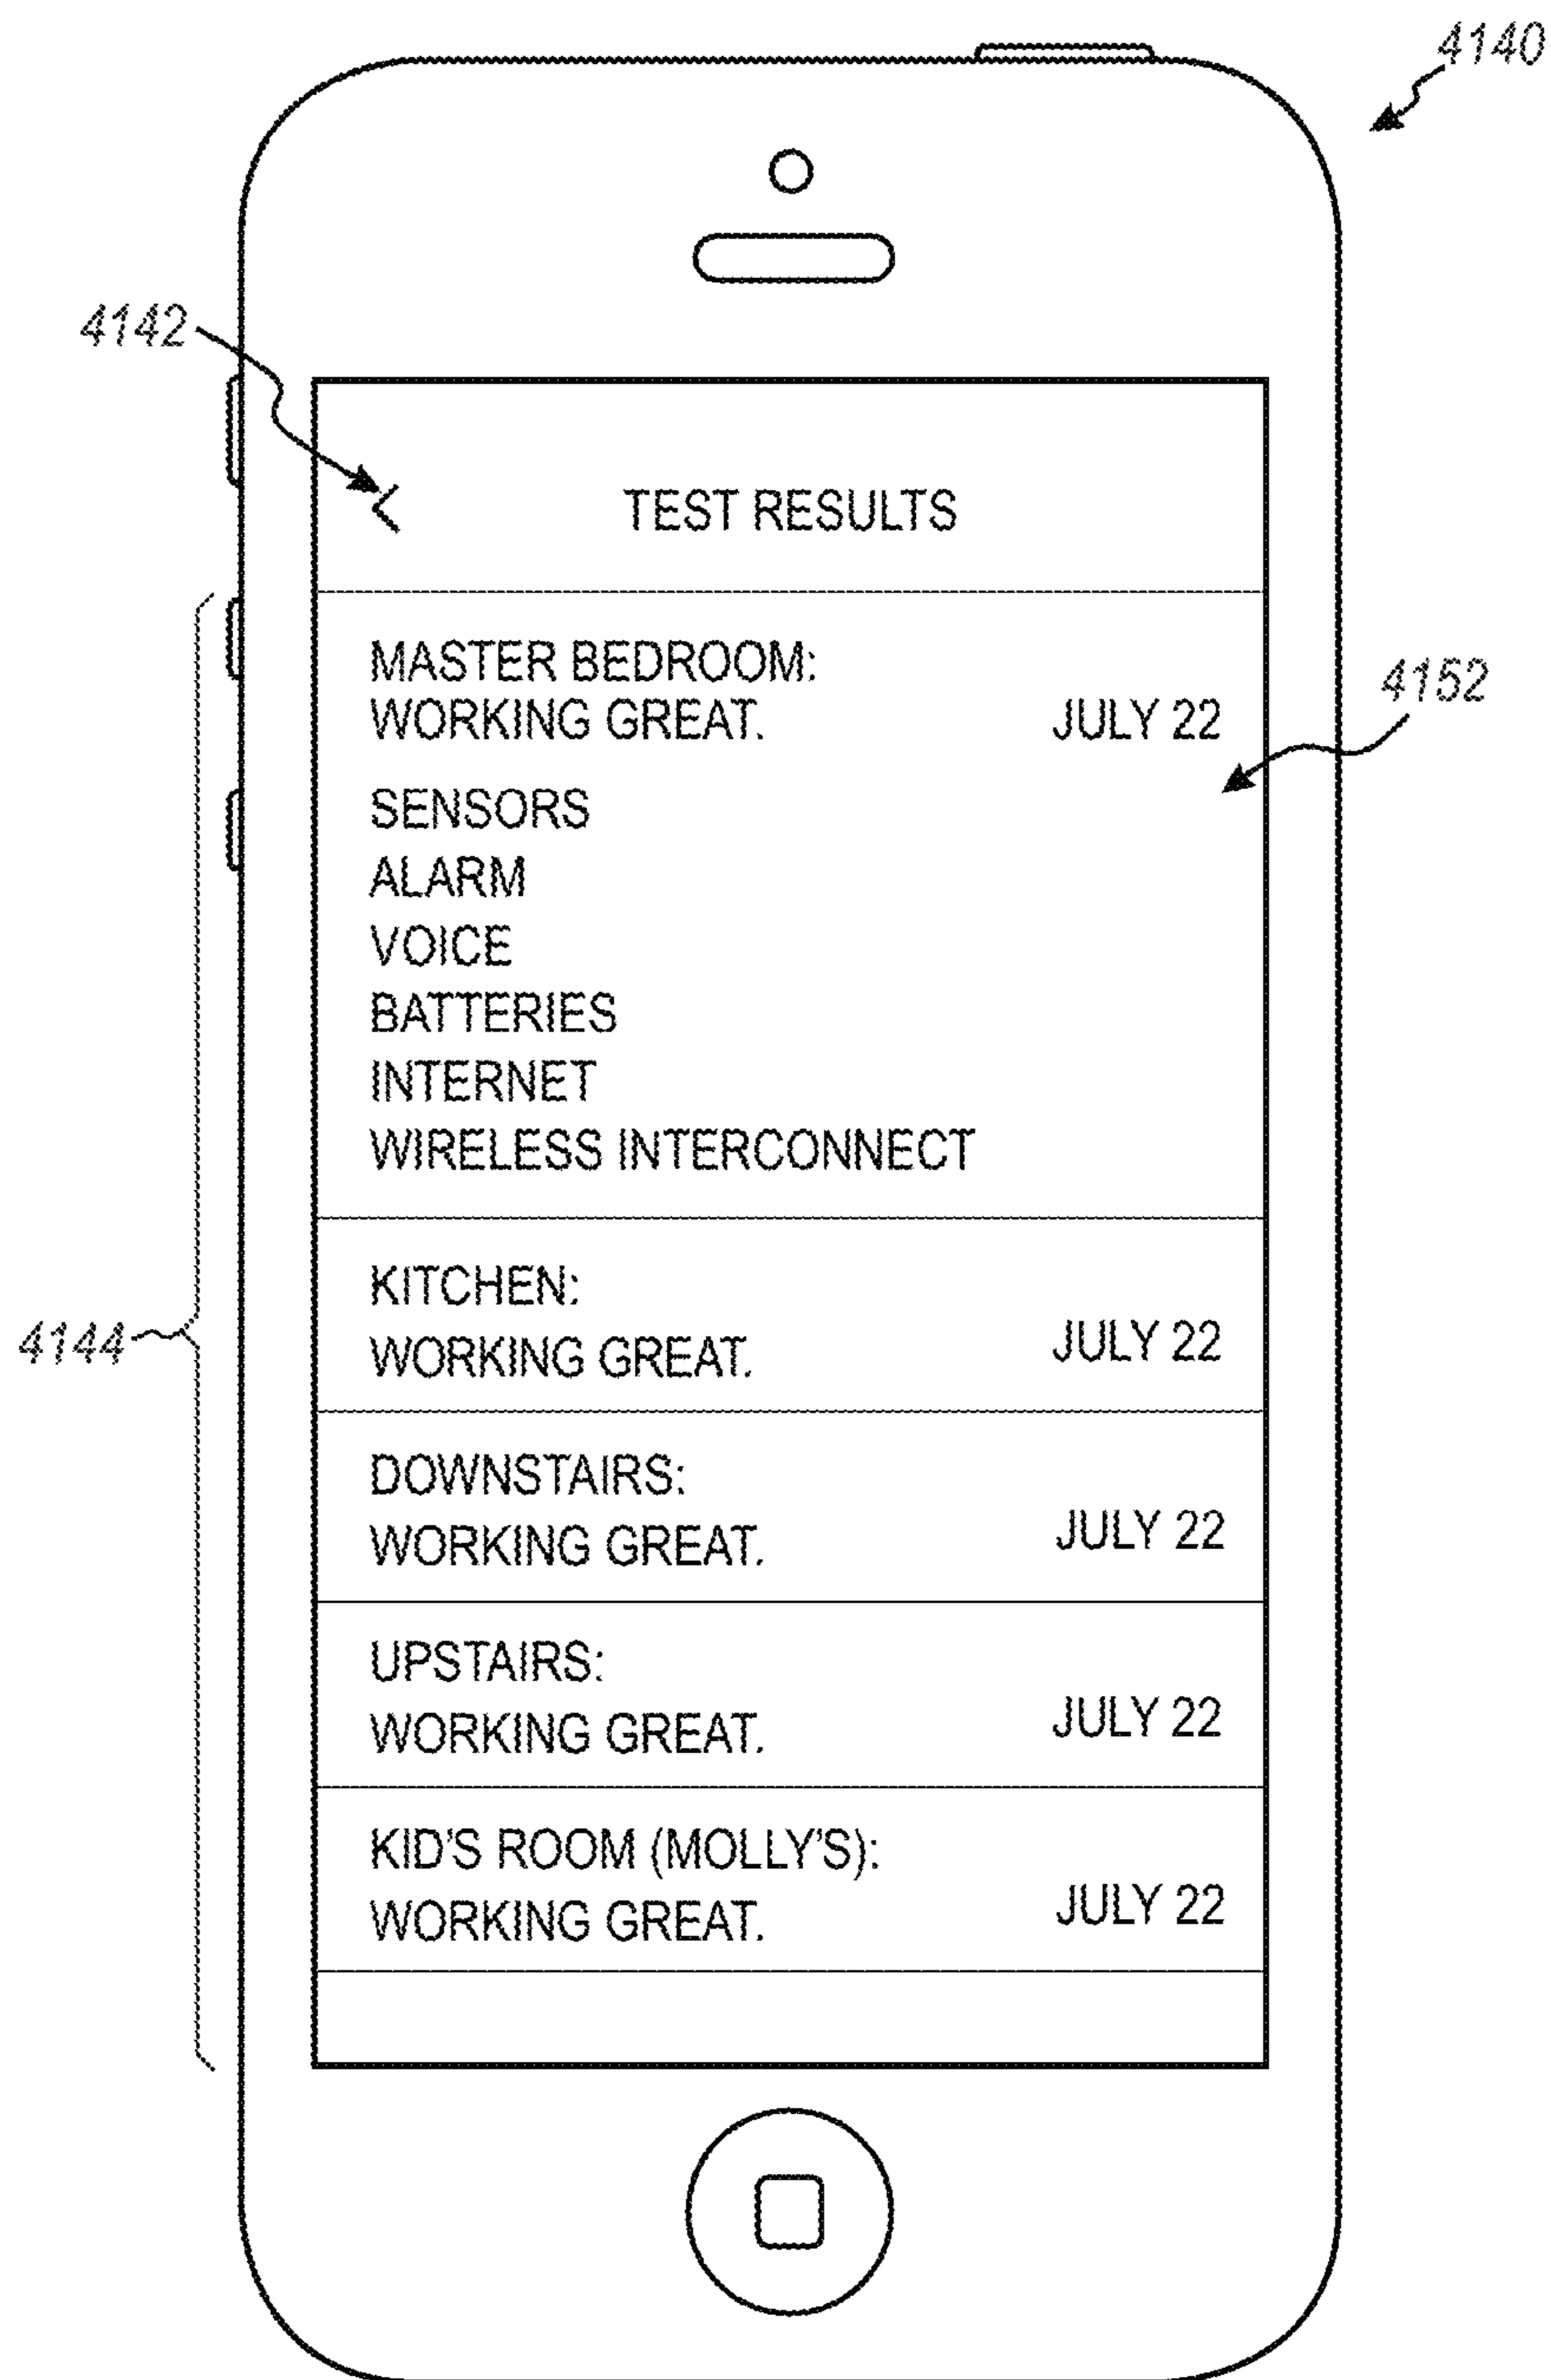 4140
4142
<
TEST RESULTS
MASTER BEDROOM:
WORKING GREAT. JULY 22
4152
SENSORS
ALARM
VOICE
BATTERIES
INTERNET
WIRELESS INTERCONNECT
KITCHEN:
WORKING GREAT. JULY 22
4144
DOWNSTAIRS:
WORKING GREAT. JULY 22
UPSTAIRS:
WORKING GREAT. JULY 22
KID'S ROOM (MOLLY'S):
WORKING GREAT. JULY 22